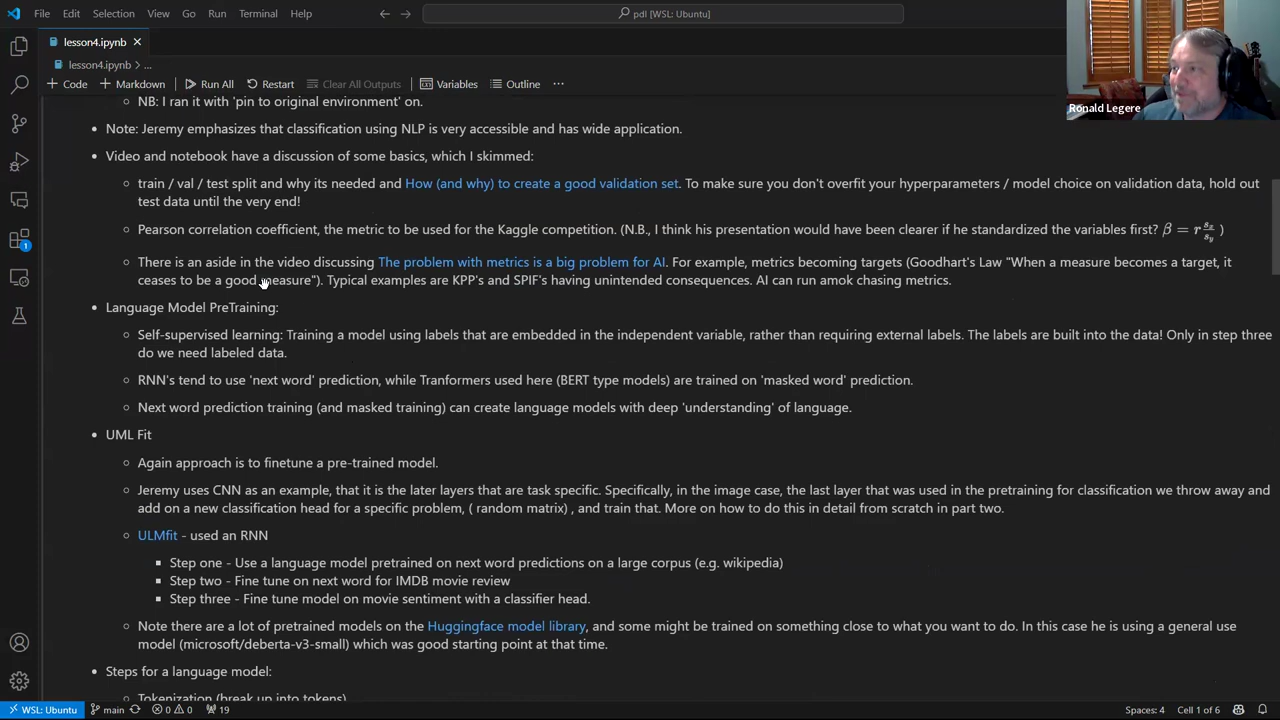 File Edit Selection View Go Run Terminal Help
pdl [WSL: Ubuntu]
lesson4.ipynb
lesson4.ipynb > ...
+ Code + Markdown Run All Restart Clear All Outputs Variables Outline ...
NB: I ran it with 'pin to original environment' on.
Note: Jeremy emphasizes that classification using NLP is very accessible and has wide application.
Video and notebook have a discussion of some basics, which I skimmed:
train / val / test split and why its needed and How (and why) to create a good validation set. To make sure you don't overfit your hyperparameters / model choice on validation data, hold out
test data until the very end!
Pearson correlation coefficient, the metric to be used for the Kaggle competition. (N.B., I think his presentation would have been clearer if he standardized the variables first? β = r s_x/s_y )
There is an aside in the video discussing The problem with metrics is a big problem for AI. For example, metrics becoming targets (Goodhart's Law "When a measure becomes a target, it
ceases to be a good measure"). Typical examples are KPP's and SPIF's having unintended consequences. AI can run amok chasing metrics.
Language Model PreTraining:
Self-supervised learning: Training a model using labels that are embedded in the independent variable, rather than requiring external labels. The labels are built into the data! Only in step three
do we need labeled data.
RNN's tend to use 'next word' prediction, while Tranformers used here (BERT type models) are trained on 'masked word' prediction.
Next word prediction training (and masked training) can create language models with deep 'understanding' of language.
UML Fit
Again approach is to finetune a pre-trained model.
Jeremy uses CNN as an example, that it is the later layers that are task specific. Specifically, in the image case, the last layer that was used in the pretraining for classification we throw away and
add on a new classification head for a specific problem, ( random matrix) , and train that. More on how to do this in detail from scratch in part two.
ULMfit - used an RNN
Step one - Use a language model pretrained on next word predictions on a large corpus (e.g. wikipedia)
Step two - Fine tune on next word for IMDB movie review
Step three - Fine tune model on movie sentiment with a classifier head.
Note there are a lot of pretrained models on the Huggingface model library, and some might be trained on something close to what you want to do. In this case he is using a general use
model (microsoft/deberta-v3-small) which was good starting point at that time.
Steps for a language model:
Tokenization (break up into tokens)
Ronald Legere
1
WSL: Ubuntu main 0 0 19 Spaces: 4 Cell 1 of 6